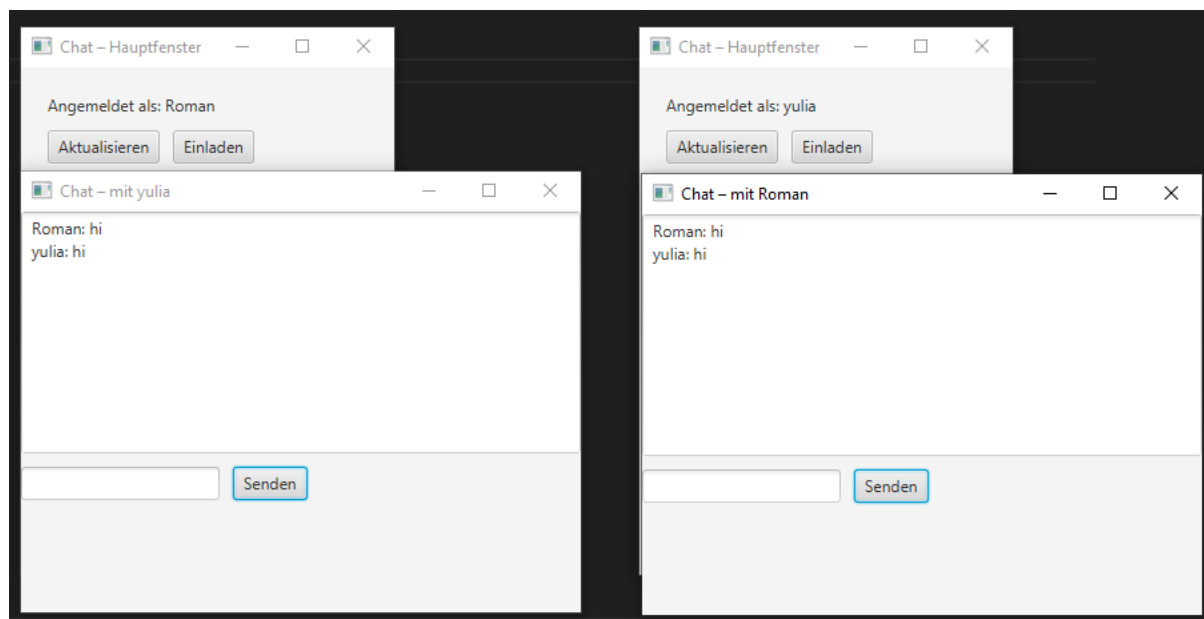 Chat – Hauptfenster
Angemeldet als: Roman
Aktualisieren Einladen
Chat – mit yulia
Roman: hi
yulia: hi
Senden
Chat – Hauptfenster
Angemeldet als: yulia
Aktualisieren Einladen
Chat – mit Roman
Roman: hi
yulia: hi
Senden